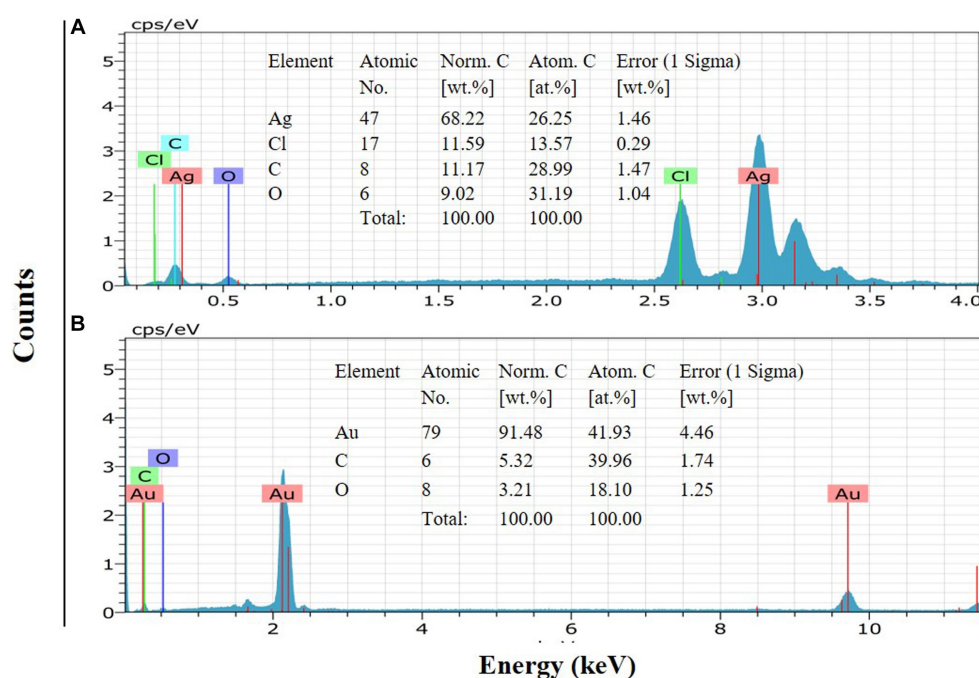 A
cps/eV
5
4
3
2
1
0
Element Atomic No. Norm. C [wt.%] Atom. C [at.%] Error (1 Sigma) [wt.%]
Ag 47 68.22 26.25 1.46
Cl 17 11.59 13.57 0.29
C 8 11.17 28.99 1.47
O 6 9.02 31.19 1.04
Total: 100.00 100.00
Cl
C
Ag
O
Cl
Ag
0.5 1.0 1.5 2.0 2.5 3.0 3.5 4.0
Counts
B
cps/eV
5
4
3
2
1
0
Element Atomic No. Norm. C [wt.%] Atom. C [at.%] Error (1 Sigma) [wt.%]
Au 79 91.48 41.93 4.46
C 6 5.32 39.96 1.74
O 8 3.21 18.10 1.25
Total: 100.00 100.00
O
C
Au
Au
Au
2 4 6 8 10
Energy (keV)